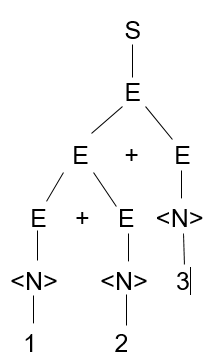 S
E
E + E
E + E <N>
<N> <N> 3
1 2